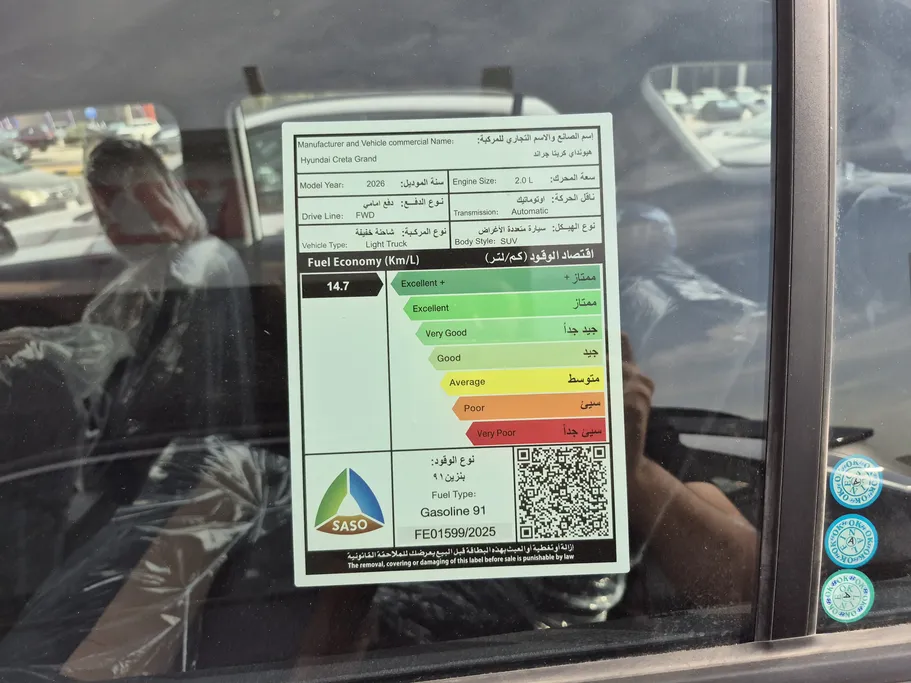 Manufacturer and Vehicle commercial Name: إسم الصانع والاسم التجاري للمركبة:
Hyundai Creta Grand هيونداي كريتا جراند
Model Year: 2026 سنة الموديل:
Engine Size: 2.0 L سعة المحرك:
Drive Line: FWD دفع امامي نوع الدفـع:
Transmission: Automatic اوتوماتيك ناقل الحركة:
Vehicle Type: Light Truck شاحنة خفيفة نوع المركبة:
Body Style: SUV سيارة متعددة الأغراض نوع الهيـكل:
Fuel Economy (Km/L) اقتصاد الوقود (كم/لتر)
14.7
Excellent + ممتاز +
Excellent ممتاز
Very Good جيد جداً
Good جيد
Average متوسط
Poor سيئ
Very Poor سيئ جداً
SASO
نوع الوقود:
بنزين ٩١
Fuel Type:
Gasoline 91
FE01599/2025
إزالة أو تغطية أو العبث بهذه البطاقة قبل البيع يعرضك للملاحقة القانونية
The removal, covering or damaging of this label before sale is punishable by law